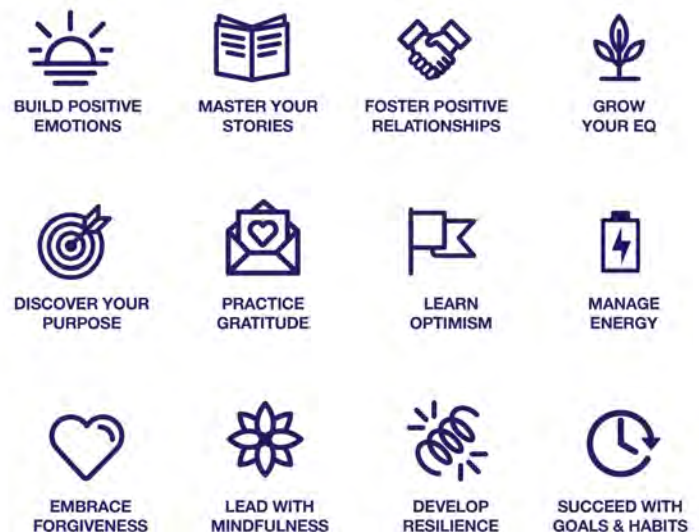 BUILD POSITIVE
EMOTIONS
MASTER YOUR
STORIES
FOSTER POSITIVE
RELATIONSHIPS
GROW
YOUR EQ
DISCOVER YOUR
PURPOSE
PRACTICE
GRATITUDE
LEARN
OPTIMISM
MANAGE
ENERGY
EMBRACE
FORGIVENESS
LEAD WITH
MINDFULNESS
DEVELOP
RESILIENCE
SUCCEED WITH
GOALS & HABITS